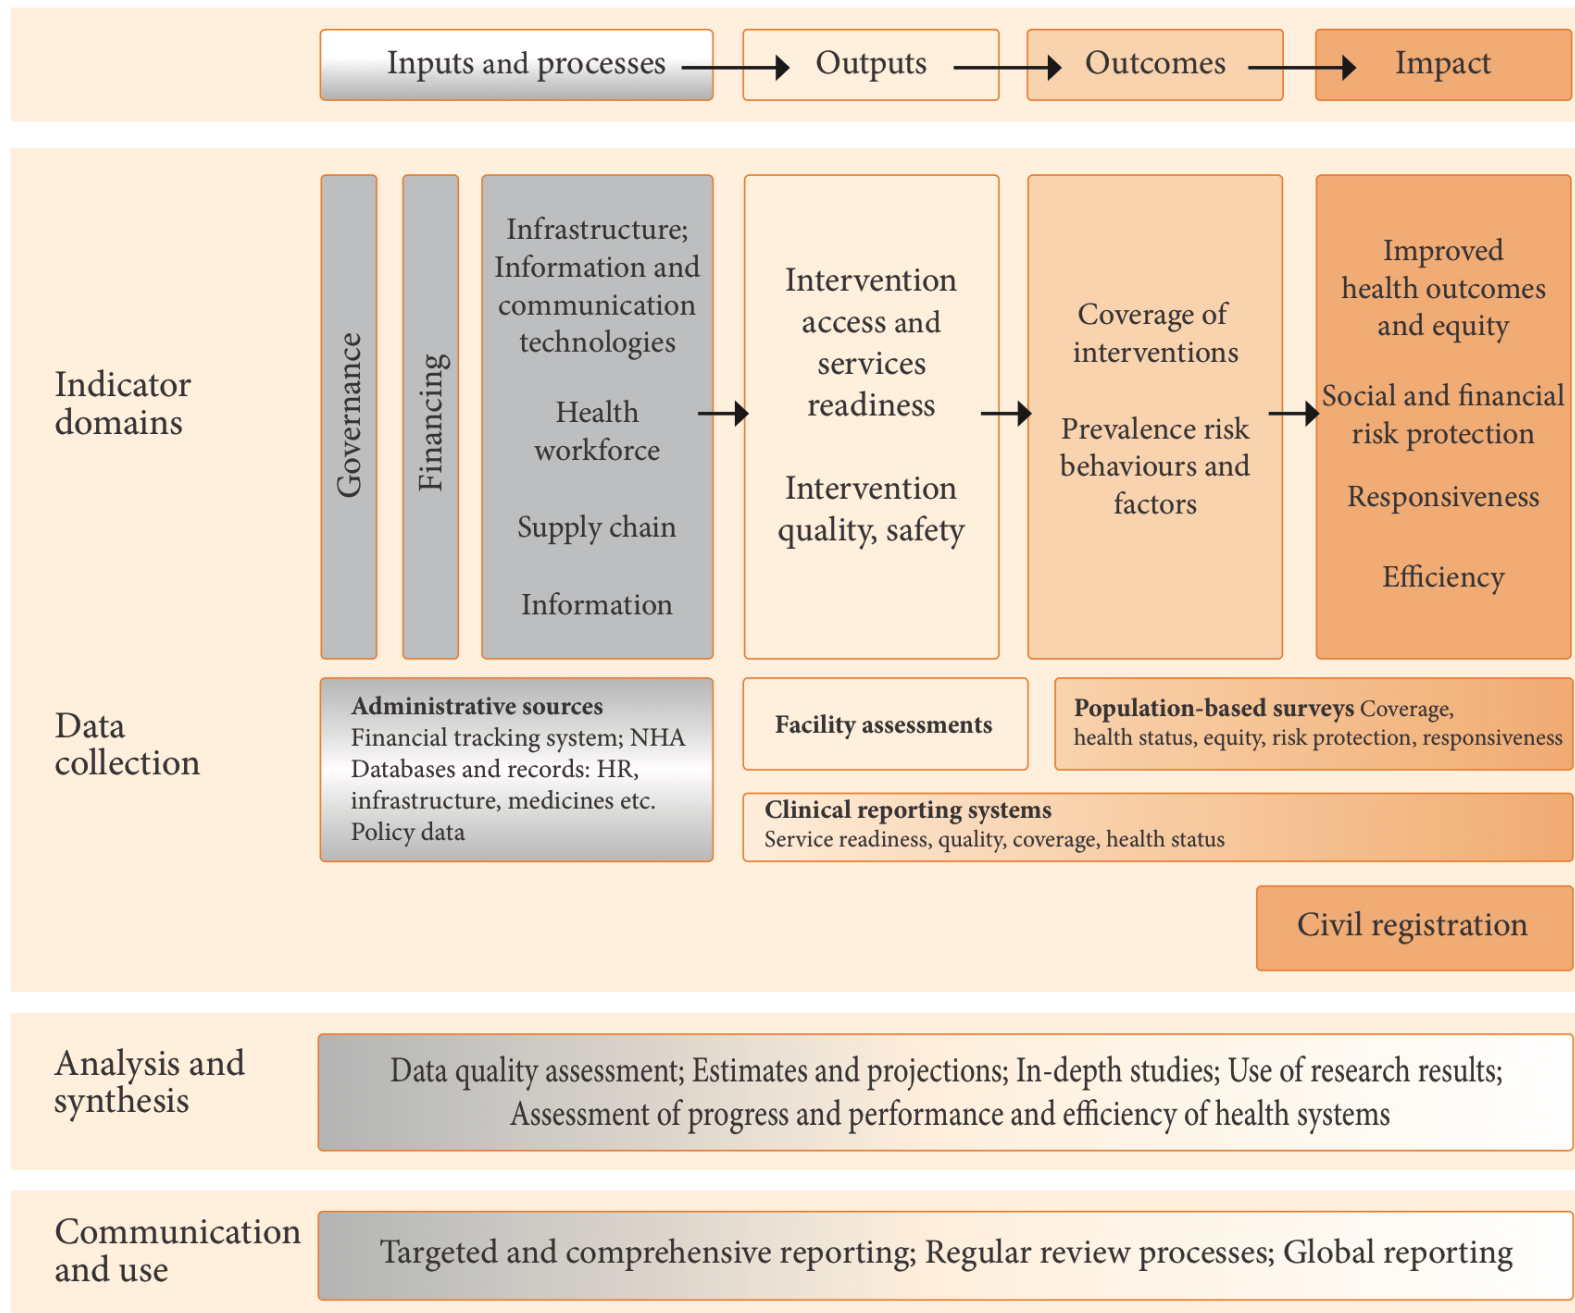 Inputs and processes
Outputs
Outcomes
Impact
Indicator
domains
Governance
Financing
Infrastructure;
Information and
communication
technologies
Health
workforce
Supply chain
Information
Intervention
access and
services
readiness
Intervention
quality, safety
Coverage of
interventions
Prevalence risk
behaviours and
factors
Improved
health outcomes
and equity
Social and financial
risk protection
Responsiveness
Efficiency
Data
collection
Administrative sources
Financial tracking system; NHA
Databases and records: HR,
infrastructure, medicines etc.
Policy data
Facility assessments
Population-based surveys Coverage,
health status, equity, risk protection, responsiveness
Clinical reporting systems
Service readiness, quality, coverage, health status
Civil registration
Analysis and
synthesis
Data quality assessment; Estimates and projections; In-depth studies; Use of research results;
Assessment of progress and performance and efficiency of health systems
Communication
and use
Targeted and comprehensive reporting; Regular review processes; Global reporting